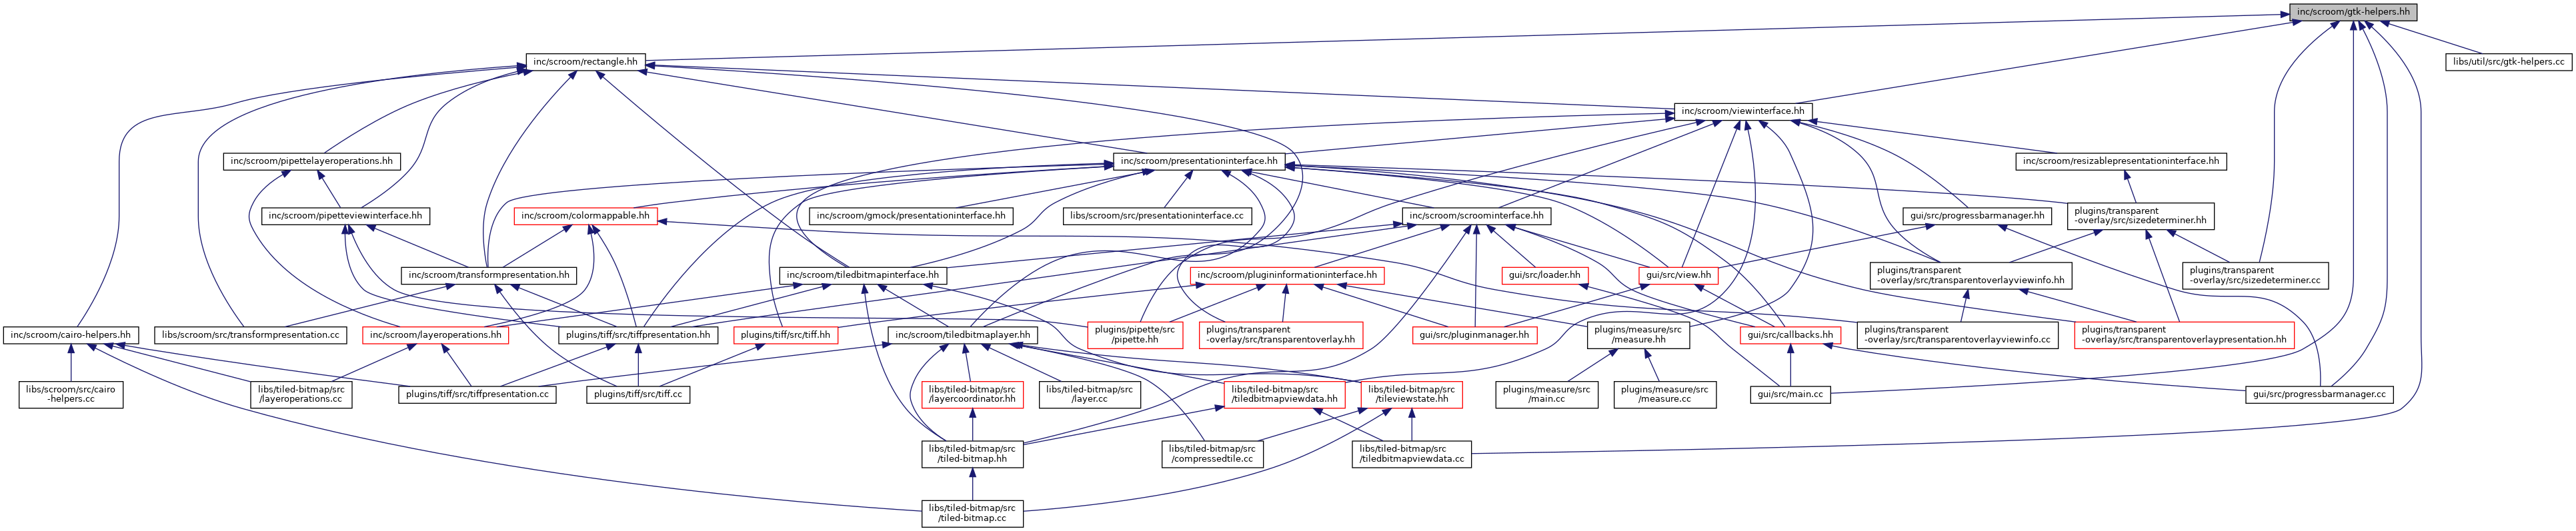 inc/scroom/gtk-helpers.hh
inc/scroom/rectangle.hh
libs/util/src/gtk-helpers.cc
inc/scroom/viewinterface.hh
inc/scroom/pipettelayeroperations.hh
inc/scroom/presentationinterface.hh
inc/scroom/resizablepresentationinterface.hh
inc/scroom/pipetteviewinterface.hh
inc/scroom/colormappable.hh
inc/scroom/gmock/presentationinterface.hh
libs/scroom/src/presentationinterface.cc
inc/scroom/scroominterface.hh
gui/src/progressbarmanager.hh
plugins/transparent
-overlay/src/sizedeterminer.hh
inc/scroom/transformpresentation.hh
inc/scroom/tiledbitmapinterface.hh
inc/scroom/plugininformationinterface.hh
gui/src/loader.hh
gui/src/view.hh
plugins/transparent
-overlay/src/transparentoverlayviewinfo.hh
plugins/transparent
-overlay/src/sizedeterminer.cc
inc/scroom/cairo-helpers.hh
libs/scroom/src/transformpresentation.cc
inc/scroom/layeroperations.hh
plugins/tiff/src/tiffpresentation.hh
plugins/tiff/src/tiff.hh
inc/scroom/tiledbitmaplayer.hh
plugins/pipette/src
/pipette.hh
plugins/transparent
-overlay/src/transparentoverlay.hh
gui/src/pluginmanager.hh
plugins/measure/src
/measure.hh
gui/src/callbacks.hh
plugins/transparent
-overlay/src/transparentoverlayviewinfo.cc
plugins/transparent
-overlay/src/transparentoverlaypresentation.hh
libs/scroom/src/cairo
-helpers.cc
libs/tiled-bitmap/src
/layeroperations.cc
plugins/tiff/src/tiffpresentation.cc
plugins/tiff/src/tiff.cc
libs/tiled-bitmap/src
/layercoordinator.hh
libs/tiled-bitmap/src
/layer.cc
libs/tiled-bitmap/src
/tiledbitmapviewdata.hh
libs/tiled-bitmap/src
/tileviewstate.hh
plugins/measure/src
/main.cc
plugins/measure/src
/measure.cc
gui/src/main.cc
gui/src/progressbarmanager.cc
libs/tiled-bitmap/src
/tiled-bitmap.hh
libs/tiled-bitmap/src
/compressedtile.cc
libs/tiled-bitmap/src
/tiledbitmapviewdata.cc
libs/tiled-bitmap/src
/tiled-bitmap.cc